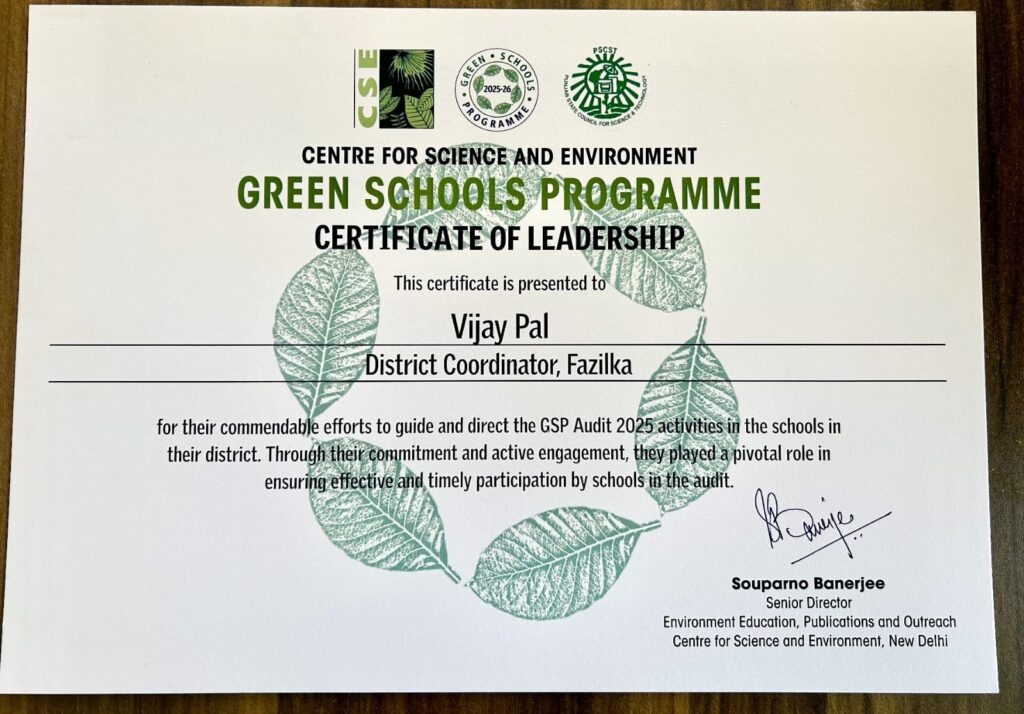 CSE
GREEN • SCHOOLS
2025-26
PROGRAMME
PSCST
PUNJAB STATE COUNCIL FOR SCIENCE & TECHNOLOGY
CENTRE FOR SCIENCE AND ENVIRONMENT
GREEN SCHOOLS PROGRAMME
CERTIFICATE OF LEADERSHIP
This certificate is presented to
Vijay Pal
District Coordinator, Fazilka
for their commendable efforts to guide and direct the GSP Audit 2025 activities in the schools in
their district. Through their commitment and active engagement, they played a pivotal role in
ensuring effective and timely participation by schools in the audit.
SBanerjee
Souparno Banerjee
Senior Director
Environment Education, Publications and Outreach
Centre for Science and Environment, New Delhi